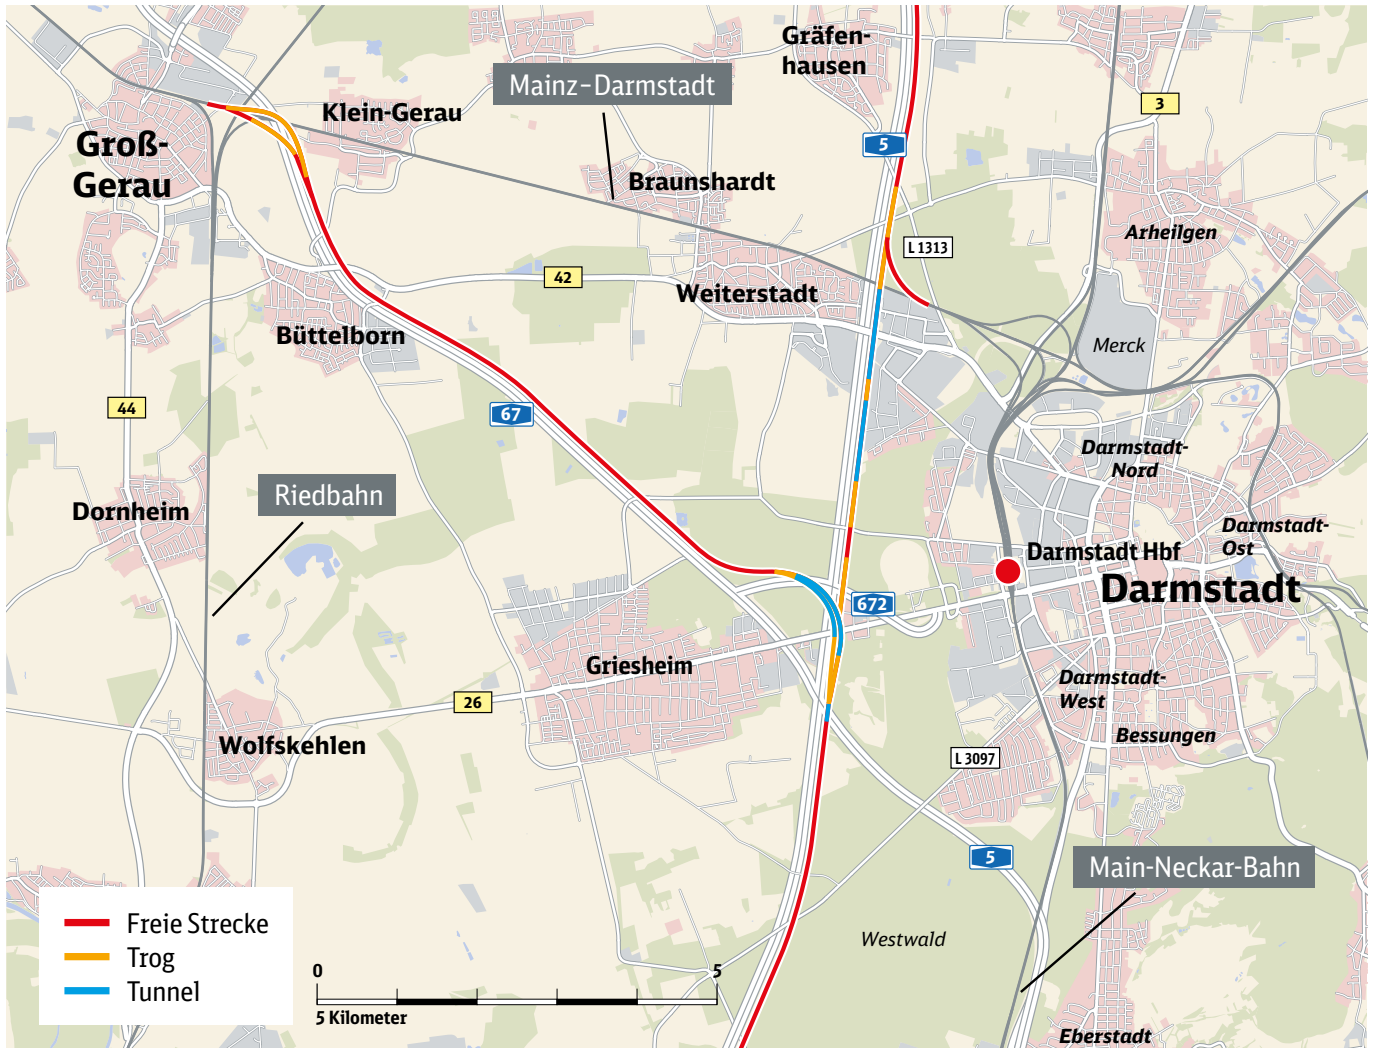 Gräfen-
hausen
Mainz-Darmstadt
3
Klein-Gerau
5
Groß-
Gerau
Braunshardt
Arheilgen
L 1313
42
Weiterstadt
Büttelborn
Merck
44
67
Darmstadt-
Nord
Riedbahn
Dornheim
Darmstadt-
Ost
Darmstadt Hbf
Darmstadt
672
Griesheim
Darmstadt-
West
26
Bessungen
Wolfskehlen
L 3097
5
Main-Neckar-Bahn
Freie Strecke
Trog
Tunnel
Westwald
0
5
5 Kilometer
Eberstadt